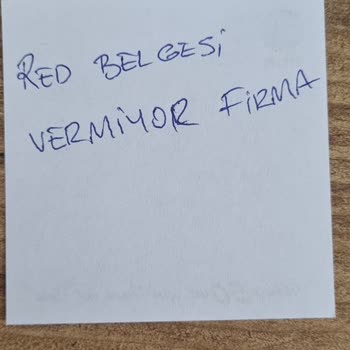 RED BELGESİ
VERMİYOR FİRMA